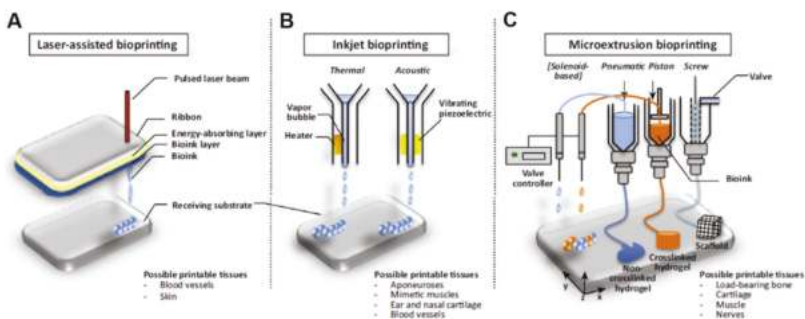 A
Laser-assisted bioprinting
Pulsed laser beam
Ribbon
Energy-absorbing layer
Bioink layer
Bioink
Receiving substrate
Possible printable tissues
- Blood vessels
- Skin
B
Inkjet bioprinting
Thermal
Acoustic
Vapor
bubble
Heater
Vibrating
piezoelectric
Possible printable tissues
- Aponeuroses
- Mimetic muscles
- Ear and nasal cartilage
- Blood vessels
C
Microextrusion bioprinting
[Solenoid-
based]
Pneumatic
Piston
Screw
Valve
Valve
controller
Bioink
Non-
crosslinked
hydrogel
Crosslinked
hydrogel
Scaffold
y
z
x
Possible printable tissues
- Load-bearing bone
- Cartilage
- Muscle
- Nerves